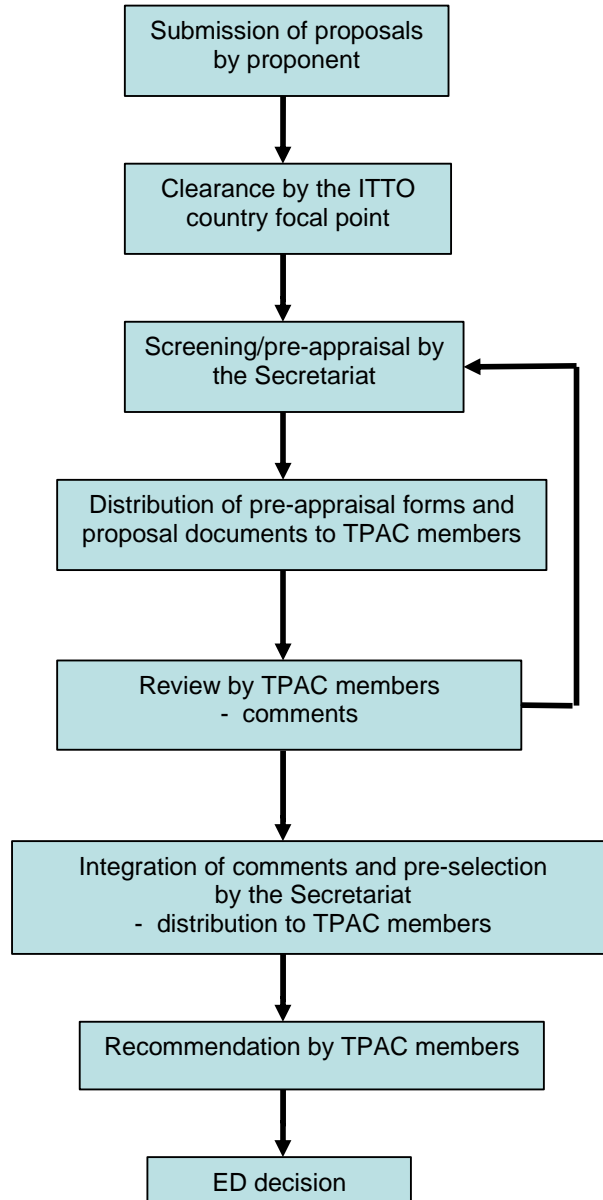 Submission of proposals
by proponent
Clearance by the ITTO
country focal point
Screening/pre-appraisal by
the Secretariat
Distribution of pre-appraisal forms and
proposal documents to TPAC members
Review by TPAC members
- comments
Integration of comments and pre-selection
by the Secretariat
- distribution to TPAC members
Recommendation by TPAC members
ED decision